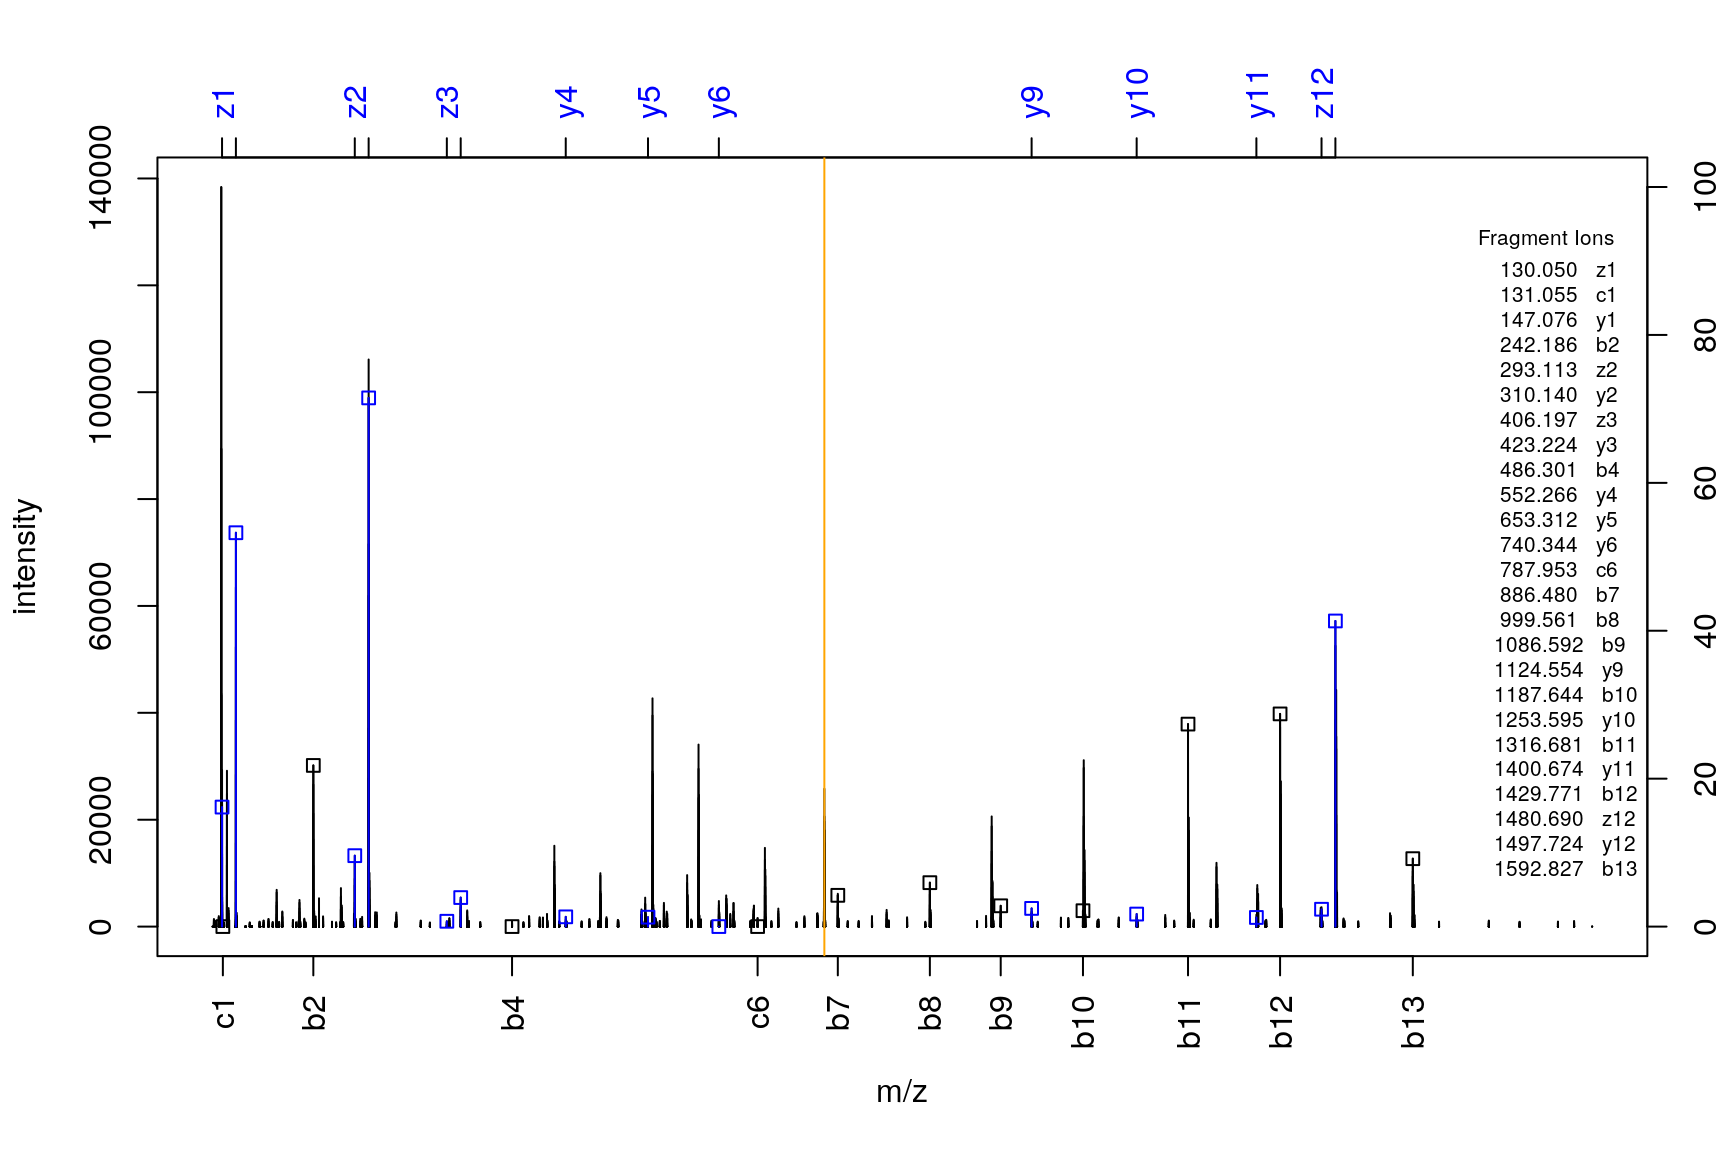 z1 z2 z3 y4 y5 y6 y9 y10 y11 z12
140000
100000
60000
20000
0
intensity
100
80
60
40
20
0
Fragment Ions
130.050 z1
131.055 c1
147.076 y1
242.186 b2
293.113 z2
310.140 y2
406.197 z3
423.224 y3
486.301 b4
552.266 y4
653.312 y5
740.344 y6
787.953 c6
886.480 b7
999.561 b8
1086.592 b9
1124.554 y9
1187.644 b10
1253.595 y10
1316.681 b11
1400.674 y11
1429.771 b12
1480.690 z12
1497.724 y12
1592.827 b13
c1 b2 b4 c6 b7 b8 b9 b10 b11 b12 b13
m/z